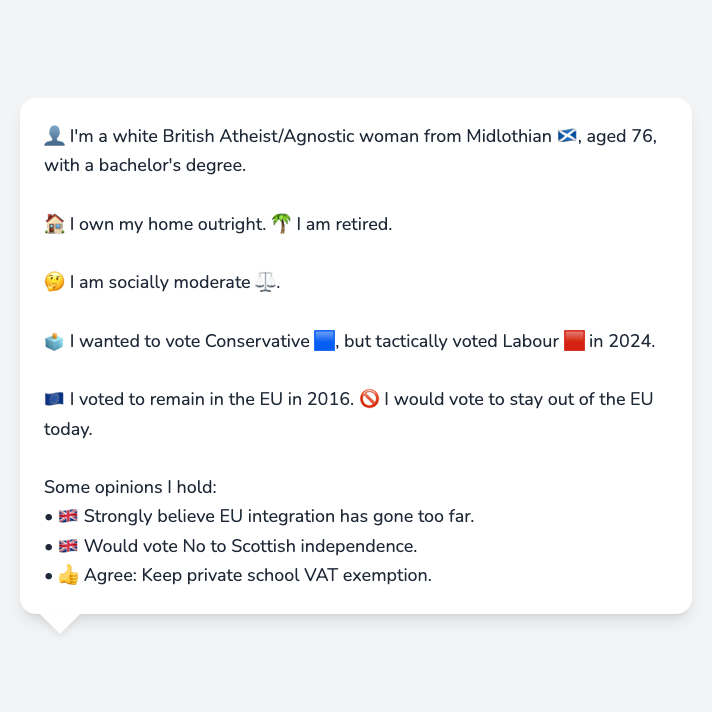 👤 I'm a white British Atheist/Agnostic woman from Midlothian 🏴󠁧󠁢󠁳󠁣󠁴󠁿, aged 76,
with a bachelor's degree.
🏠 I own my home outright. 🌴 I am retired.
🤔 I am socially moderate ⚖️.
🗳️ I wanted to vote Conservative 🟦, but tactically voted Labour 🟥 in 2024.
🇪🇺 I voted to remain in the EU in 2016. 🚫 I would vote to stay out of the EU
today.
Some opinions I hold:
• 🇬🇧 Strongly believe EU integration has gone too far.
• 🇬🇧 Would vote No to Scottish independence.
• 👍 Agree: Keep private school VAT exemption.